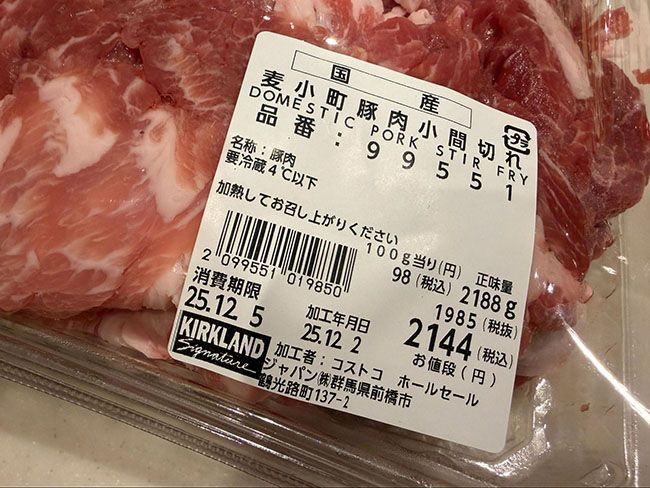 国産
麦小町豚肉小間切れ
DOMESTIC PORK STIR FRY
品番:99551
プラ
名称:豚肉
要冷蔵4℃以下
加熱してお召し上がりください
100g当り(円) 正味量
98(税込) 2188g
2 099551 019850
1985(税抜)
消費期限 加工年月日 2144(税込)
25.12 5 25.12 2 お値段(円)
KIRKLAND
Signature
加工者:コストコ ホールセール
ジャパン㈱群馬県前橋市
鶴光路町137-2